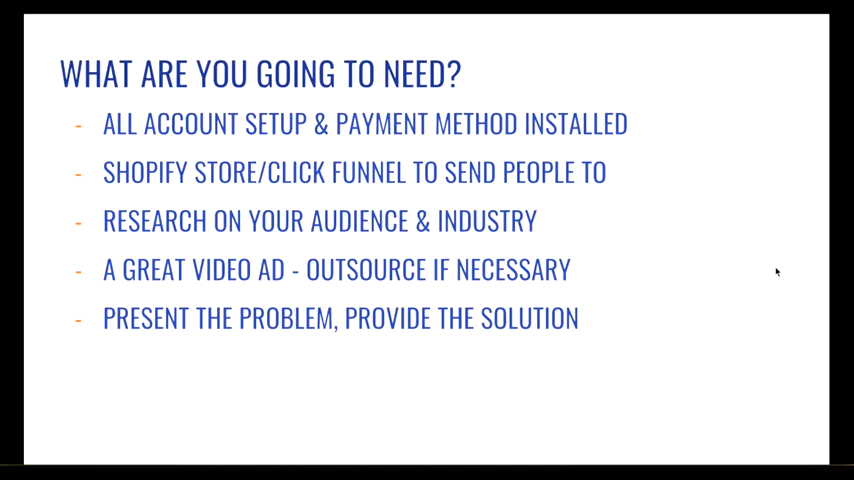 WHAT ARE YOU GOING TO NEED?
- ALL ACCOUNT SETUP & PAYMENT METHOD INSTALLED
- SHOPIFY STORE/CLICK FUNNEL TO SEND PEOPLE TO
- RESEARCH ON YOUR AUDIENCE & INDUSTRY
- A GREAT VIDEO AD - OUTSOURCE IF NECESSARY
- PRESENT THE PROBLEM, PROVIDE THE SOLUTION